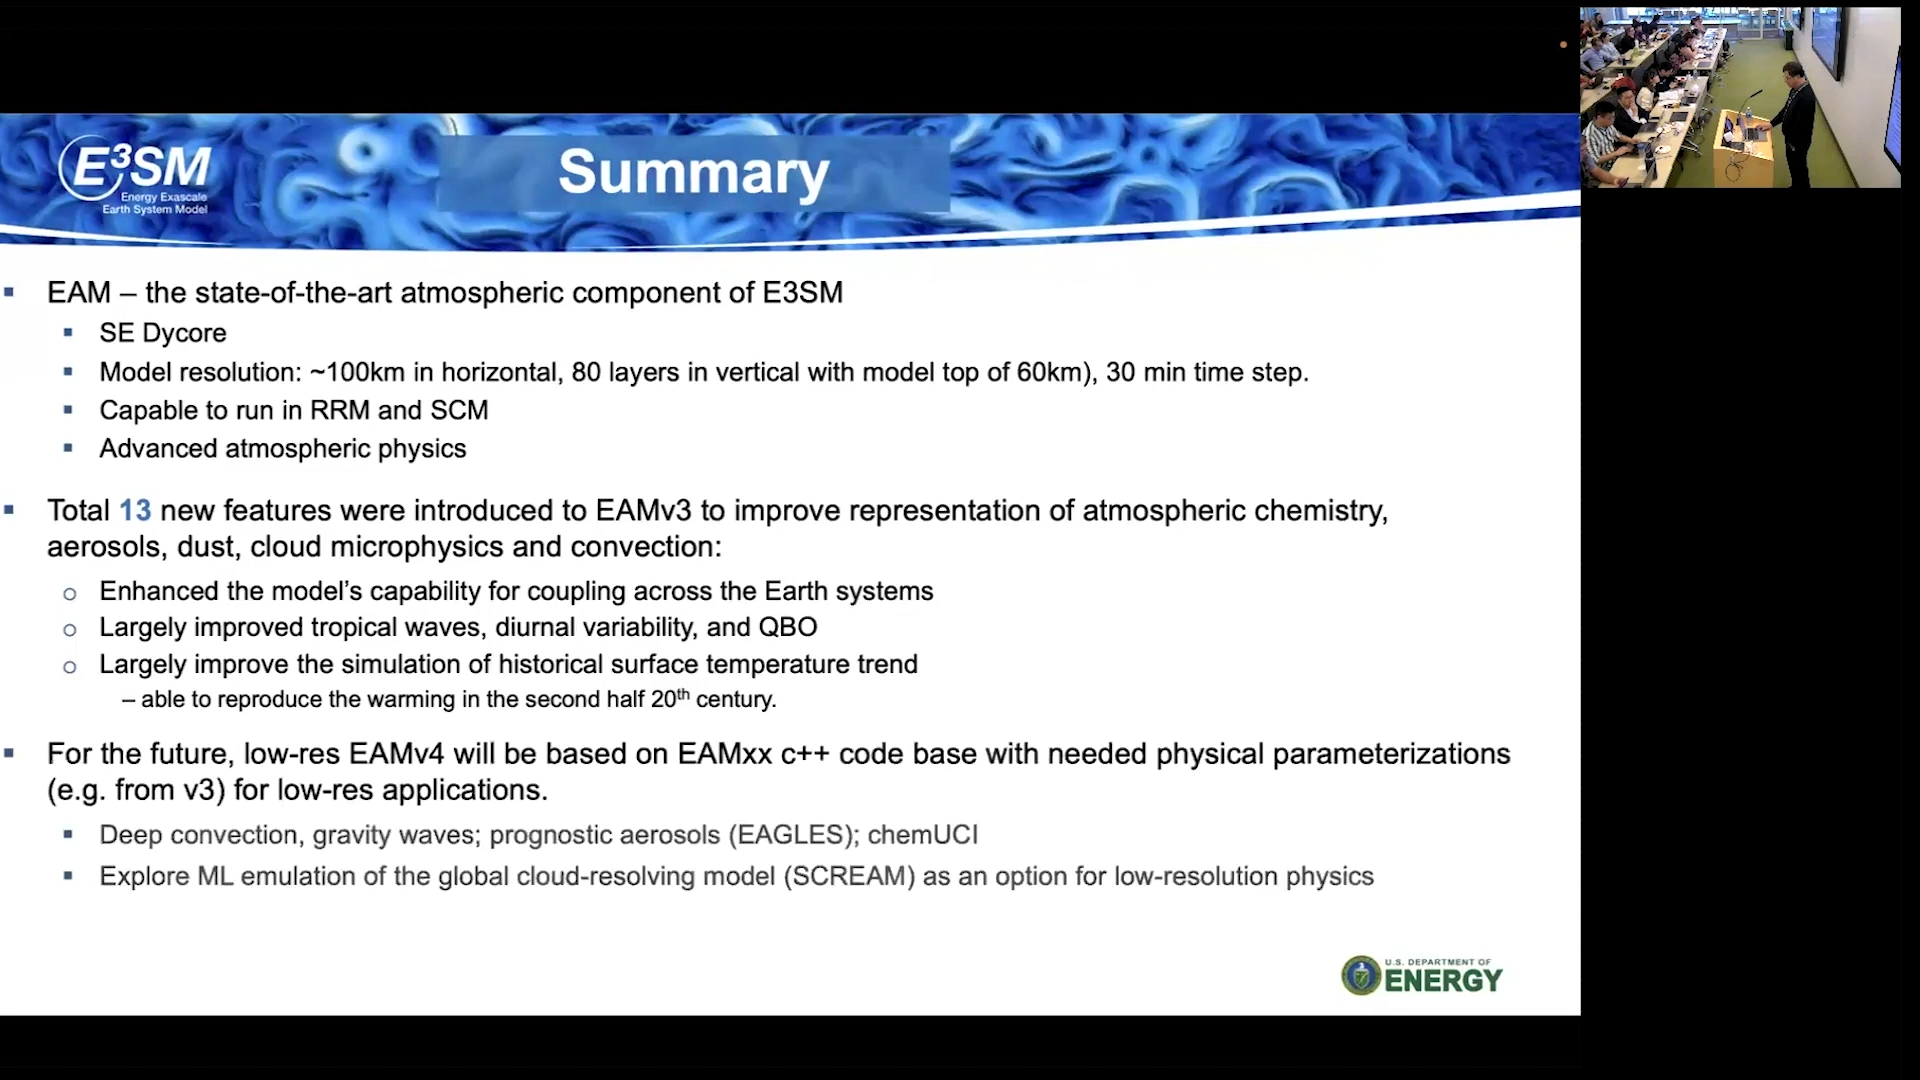 E3SM
Energy Exascale
Earth System Model
Summary
▪ EAM – the state-of-the-art atmospheric component of E3SM
▪ SE Dycore
▪ Model resolution: ~100km in horizontal, 80 layers in vertical with model top of 60km), 30 min time step.
▪ Capable to run in RRM and SCM
▪ Advanced atmospheric physics
▪ Total 13 new features were introduced to EAMv3 to improve representation of atmospheric chemistry,
aerosols, dust, cloud microphysics and convection:
○ Enhanced the model’s capability for coupling across the Earth systems
○ Largely improved tropical waves, diurnal variability, and QBO
○ Largely improve the simulation of historical surface temperature trend
– able to reproduce the warming in the second half 20th century.
▪ For the future, low-res EAMv4 will be based on EAMxx c++ code base with needed physical parameterizations
(e.g. from v3) for low-res applications.
▪ Deep convection, gravity waves; prognostic aerosols (EAGLES); chemUCI
▪ Explore ML emulation of the global cloud-resolving model (SCREAM) as an option for low-resolution physics
U.S. DEPARTMENT OF
ENERGY